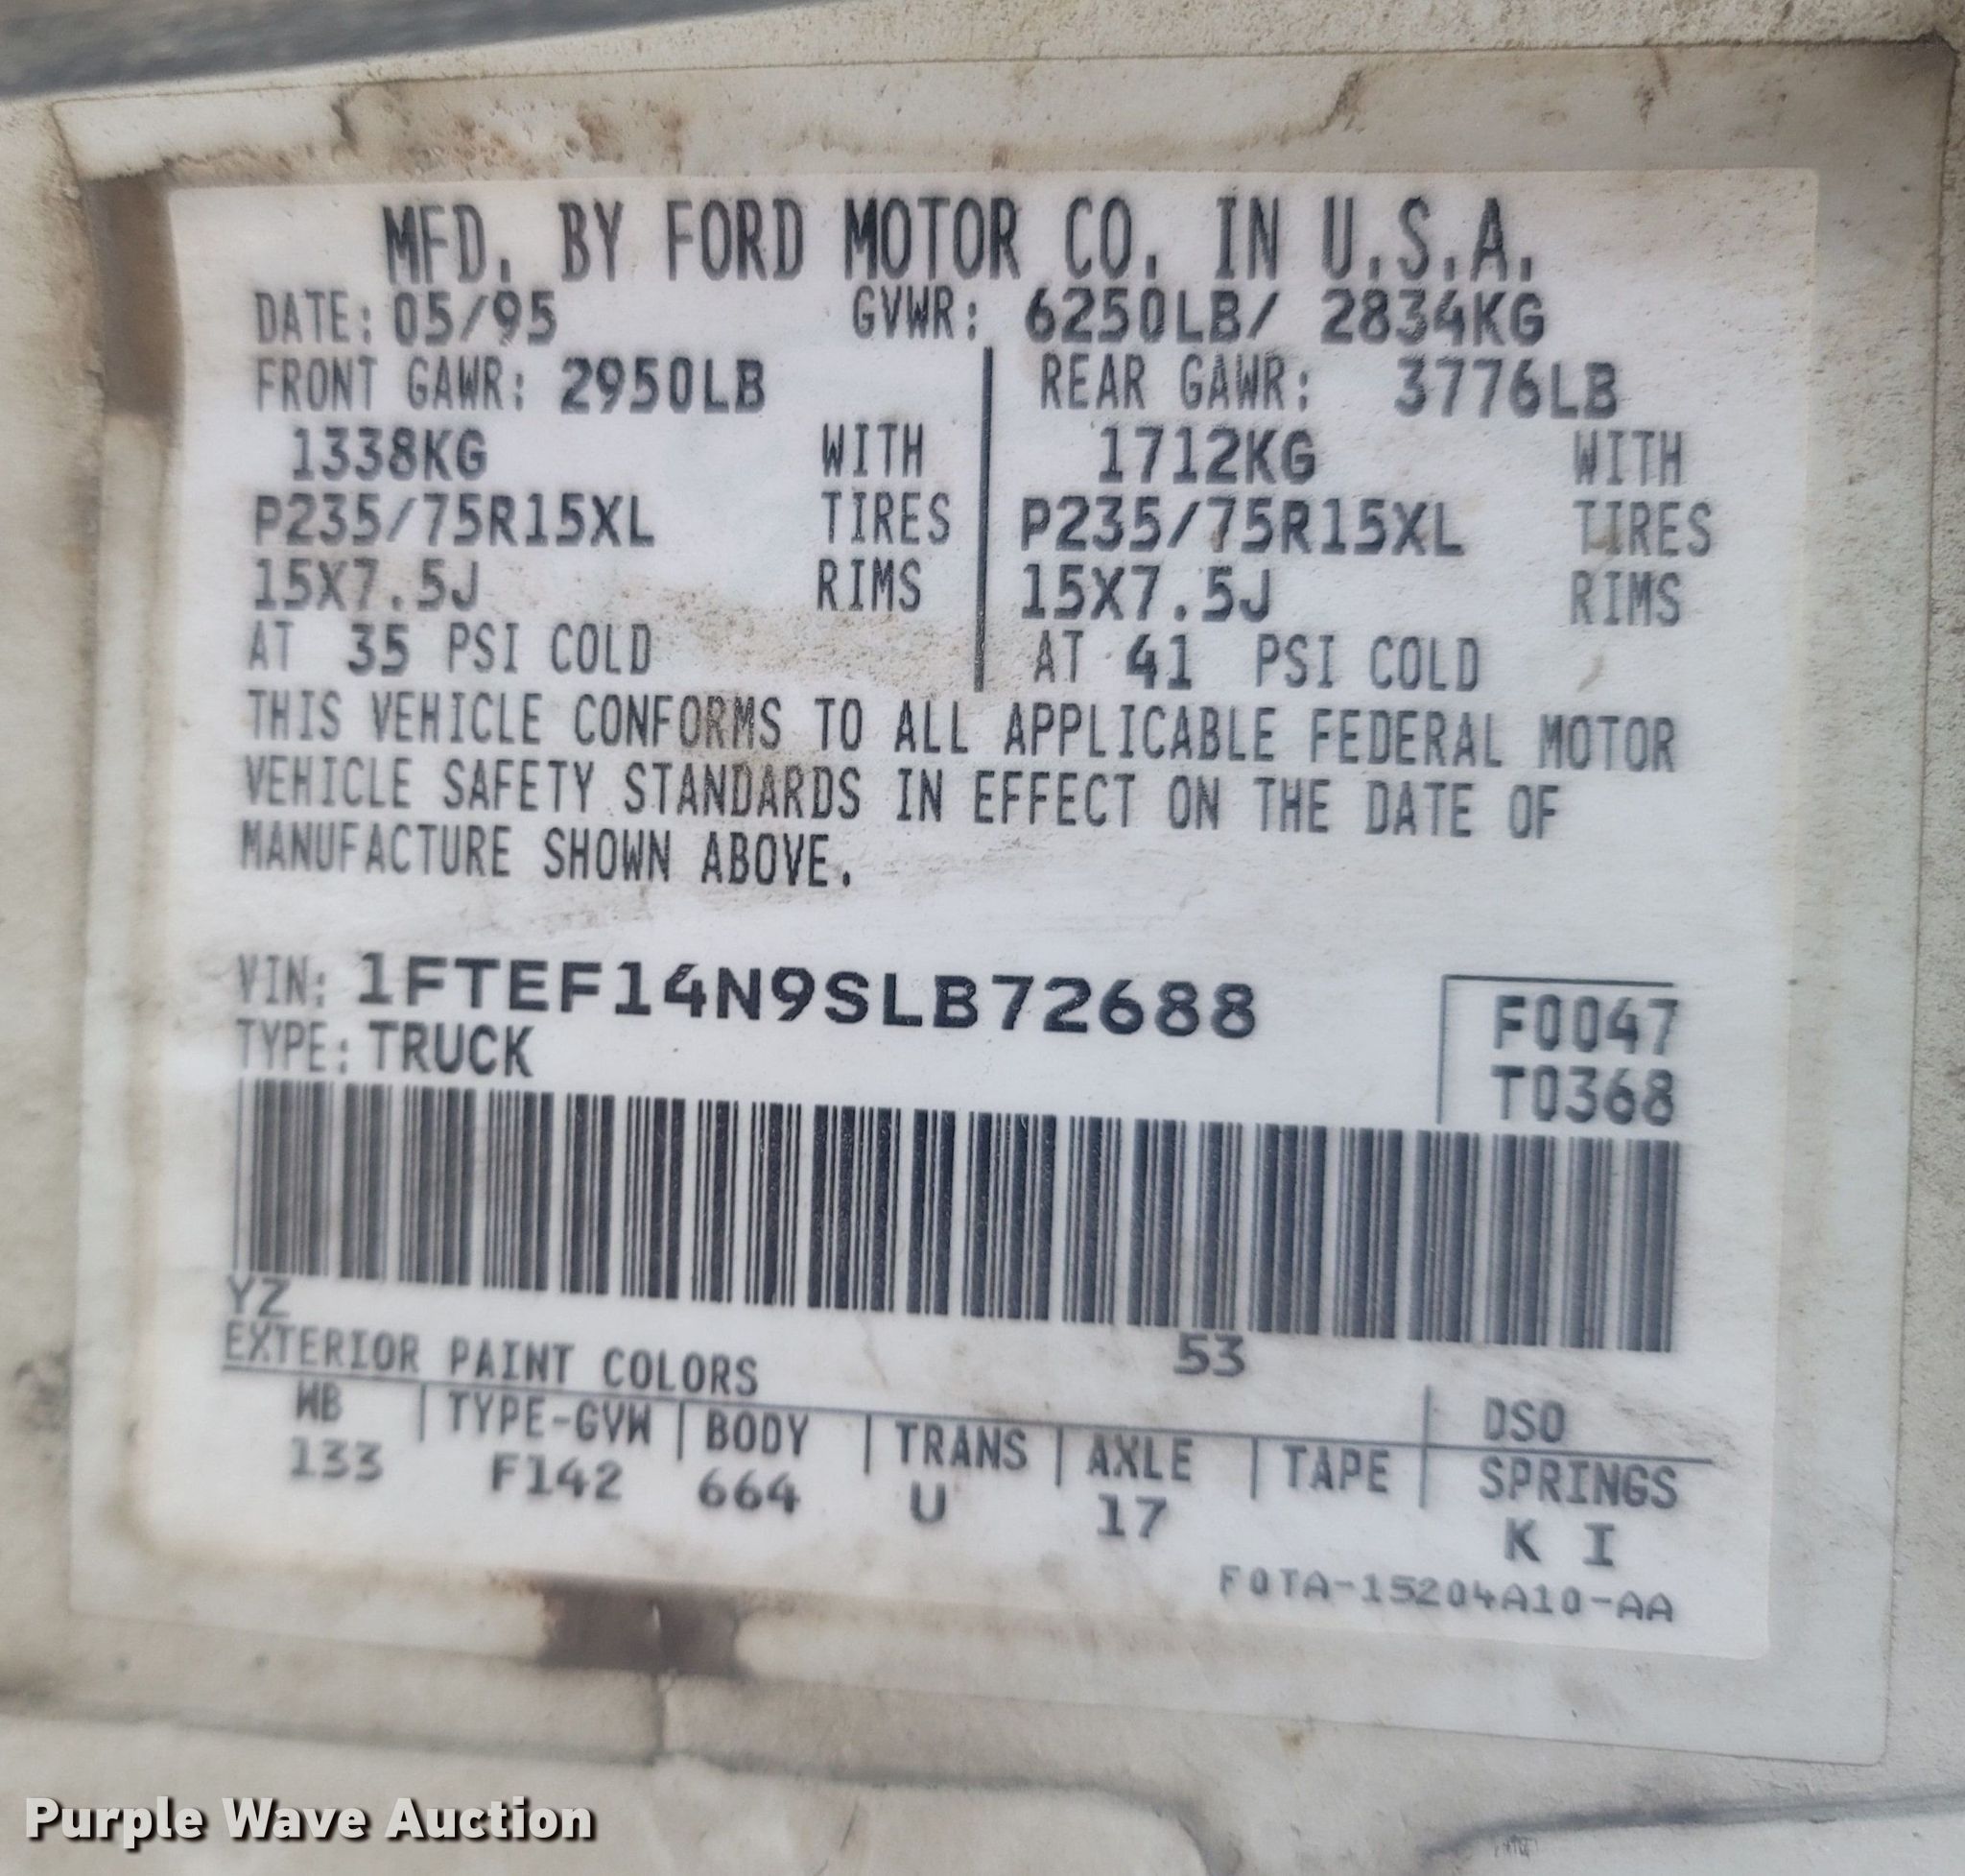 MFD. BY FORD MOTOR CO. IN U.S.A.
DATE: 05/95 GVWR: 6250LB/ 2834KG
FRONT GAWR: 2950LB REAR GAWR: 3776LB
1338KG WITH 1712KG WITH
P235/75R15XL TIRES P235/75R15XL TIRES
15X7.5J RIMS 15X7.5J RIMS
AT 35 PSI COLD AT 41 PSI COLD
THIS VEHICLE CONFORMS TO ALL APPLICABLE FEDERAL MOTOR
VEHICLE SAFETY STANDARDS IN EFFECT ON THE DATE OF
MANUFACTURE SHOWN ABOVE.
VIN: 1FTEF14N9SLB72688 F0047
TYPE: TRUCK T0368
YZ
EXTERIOR PAINT COLORS 53 DSO
WB TYPE-GVW BODY TRANS AXLE TAPE SPRINGS
133 F142 664 U 17 K I
F0TA-15204A10-AA
Purple Wave Auction